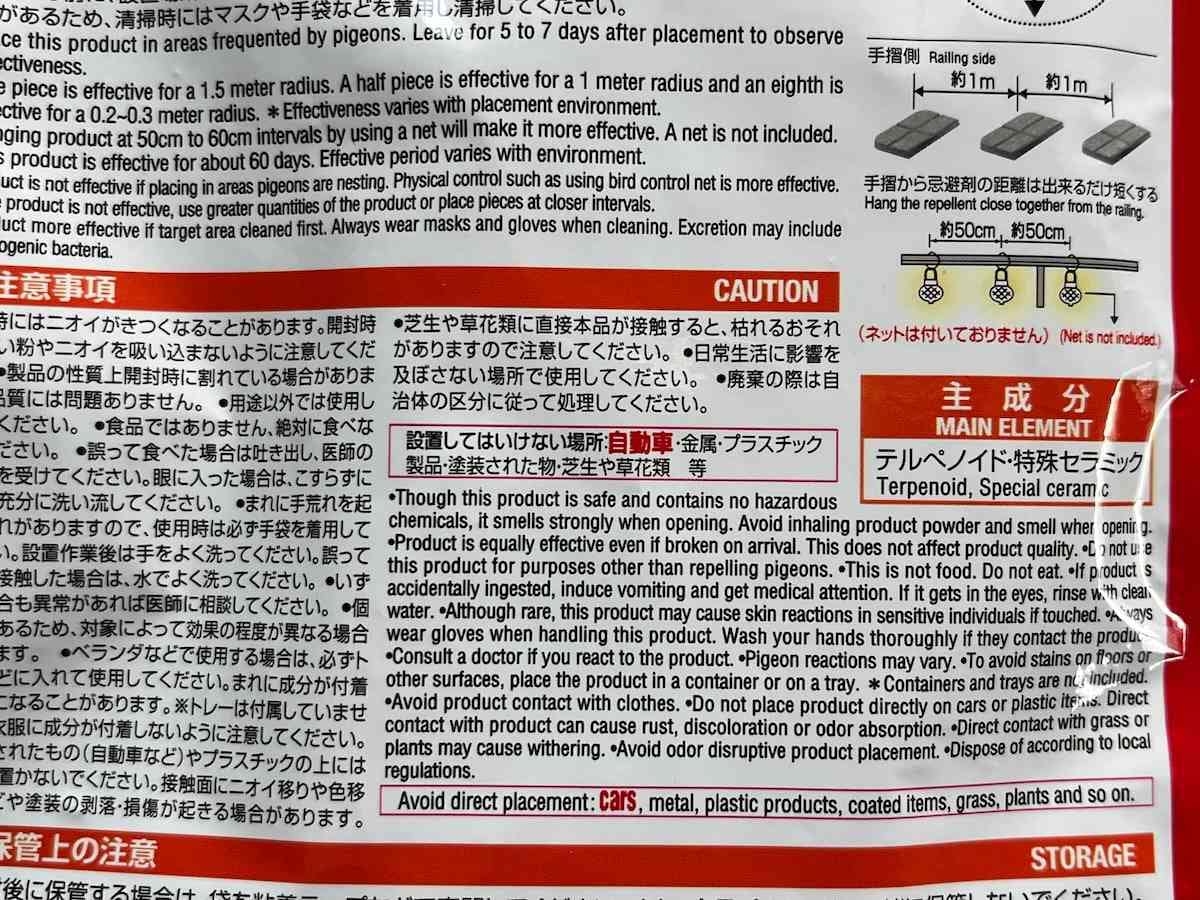 があるため、清掃時にはマスクや手袋などを着用し清掃してください。
ce this product in areas frequented by pigeons. Leave for 5 to 7 days after placement to observe
ectiveness.
e piece is effective for a 1.5 meter radius. A half piece is effective for a 1 meter radius and an eighth is
ective for a 0.2~0.3 meter radius. ＊Effectiveness varies with placement environment.
nging product at 50cm to 60cm intervals by using a net will make it more effective. A net is not included.
s product is effective for about 60 days. Effective period varies with environment.
uct is not effective if placing in areas pigeons are nesting. Physical control such as using bird control net is more effective.
e product is not effective, use greater quantities of the product or place pieces at closer intervals.
uct more effective if target area cleaned first. Always wear masks and gloves when cleaning. Excretion may include
ogenic bacteria.
手摺側 Railing side
約1m 約1m
手摺から忌避剤の距離は出来るだけ短くする
Hang the repellent close together from the railing.
約50cm 約50cm
（ネットは付いておりません）(Net is not included.)
主成分
MAIN ELEMENT
テルペノイド・特殊セラミック
Terpenoid, Special ceramic
注意事項 CAUTION
時にはニオイがきつくなることがあります。開封時
い粉やニオイを吸い込まないように注意してくだ
●製品の性質上開封時に割れている場合がありま
品質には問題ありません。 ●用途以外では使用し
ください。 ●食品ではありません、絶対に食べな
ださい。 ●誤って食べた場合は吐き出し、医師の
を受けてください。眼に入った場合は、こすらずに
充分に洗い流してください。 ●まれに手荒れを起
れがありますので、使用時は必ず手袋を着用して
い。設置作業後は手をよく洗ってください。誤って
接触した場合は、水でよく洗ってください。 ●いず
合も異常があれば医師に相談してください。 ●個
あるため、対象によって効果の程度が異なる場合
ます。 ●ベランダなどで使用する場合は、必ずト
どに入れて使用してください。まれに成分が付着
になることがあります。※トレーは付属していませ
衣服に成分が付着しないように注意してください。
されたもの（自動車など）やプラスチックの上には
置かないでください。接触面にニオイ移りや色移
どや塗装の剥落・損傷が起きる場合があります。
●芝生や草花類に直接本品が接触すると、枯れるおそれ
がありますので注意してください。 ●日常生活に影響を
及ぼさない場所で使用してください。 ●廃棄の際は自
治体の区分に従って処理してください。
設置してはいけない場所:自動車・金属・プラスチック
製品・塗装された物・芝生や草花類 等
•Though this product is safe and contains no hazardous
chemicals, it smells strongly when opening. Avoid inhaling product powder and smell when opening.
•Product is equally effective even if broken on arrival. This does not affect product quality. •Do not use
this product for purposes other than repelling pigeons. •This is not food. Do not eat. •If product is
accidentally ingested, induce vomiting and get medical attention. If it gets in the eyes, rinse with clean
water. •Although rare, this product may cause skin reactions in sensitive individuals if touched. •Always
wear gloves when handling this product. Wash your hands thoroughly if they contact the product.
•Consult a doctor if you react to the product. •Pigeon reactions may vary. •To avoid stains on floors or
other surfaces, place the product in a container or on a tray. ＊Containers and trays are not included.
•Avoid product contact with clothes. •Do not place product directly on cars or plastic items. Direct
contact with product can cause rust, discoloration or odor absorption. •Direct contact with grass or
plants may cause withering. •Avoid odor disruptive product placement. •Dispose of according to local
regulations.
Avoid direct placement: cars, metal, plastic products, coated items, grass, plants and so on.
保管上の注意 STORAGE